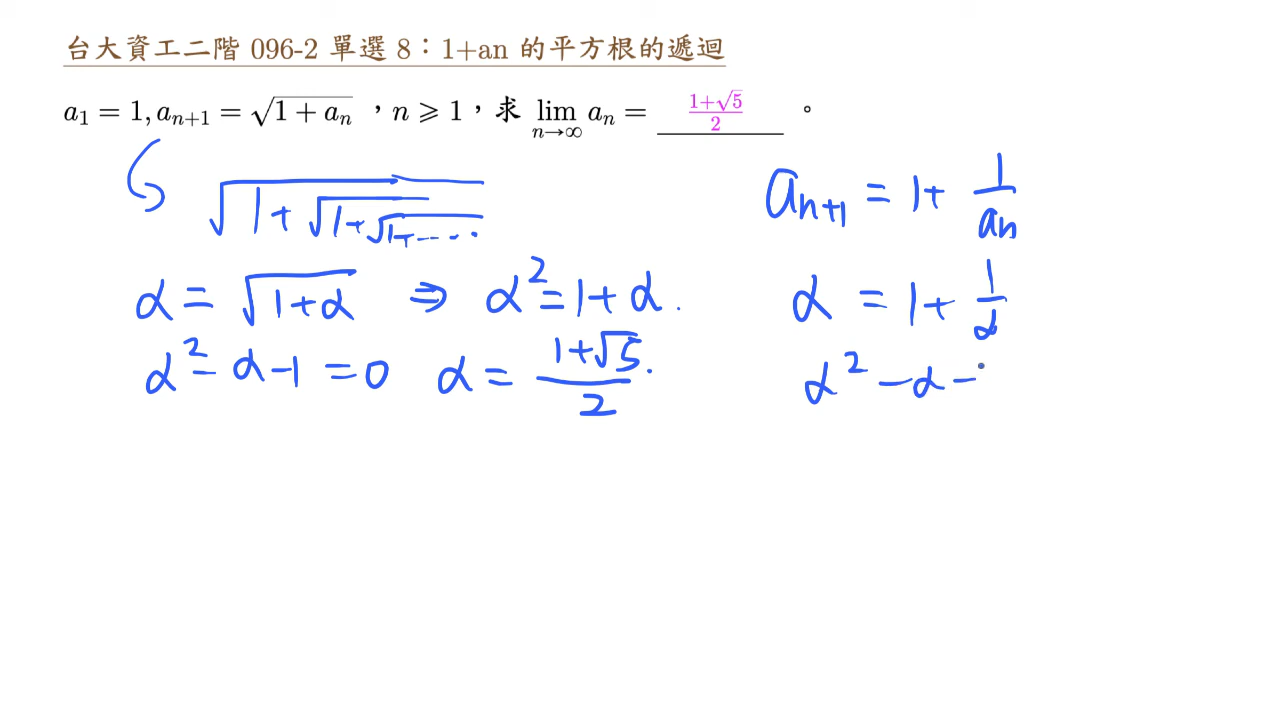 台大資工二階 096-2 單選 8：1+an 的平方根的遞迴
a₁ = 1, aₙ₊₁ = √(1 + aₙ) ，n ⩾ 1，求 lim_{n→∞} aₙ = (1+√5)/2 。
√(1+√(1+√(1+⋯⋯
aₙ₊₁ = 1 + 1/aₙ
α = √(1+α) ⇒ α² = 1 + α.
α = 1 + 1/α
α² − α − 1 = 0 α = (1+√5)/2.
α² − α −